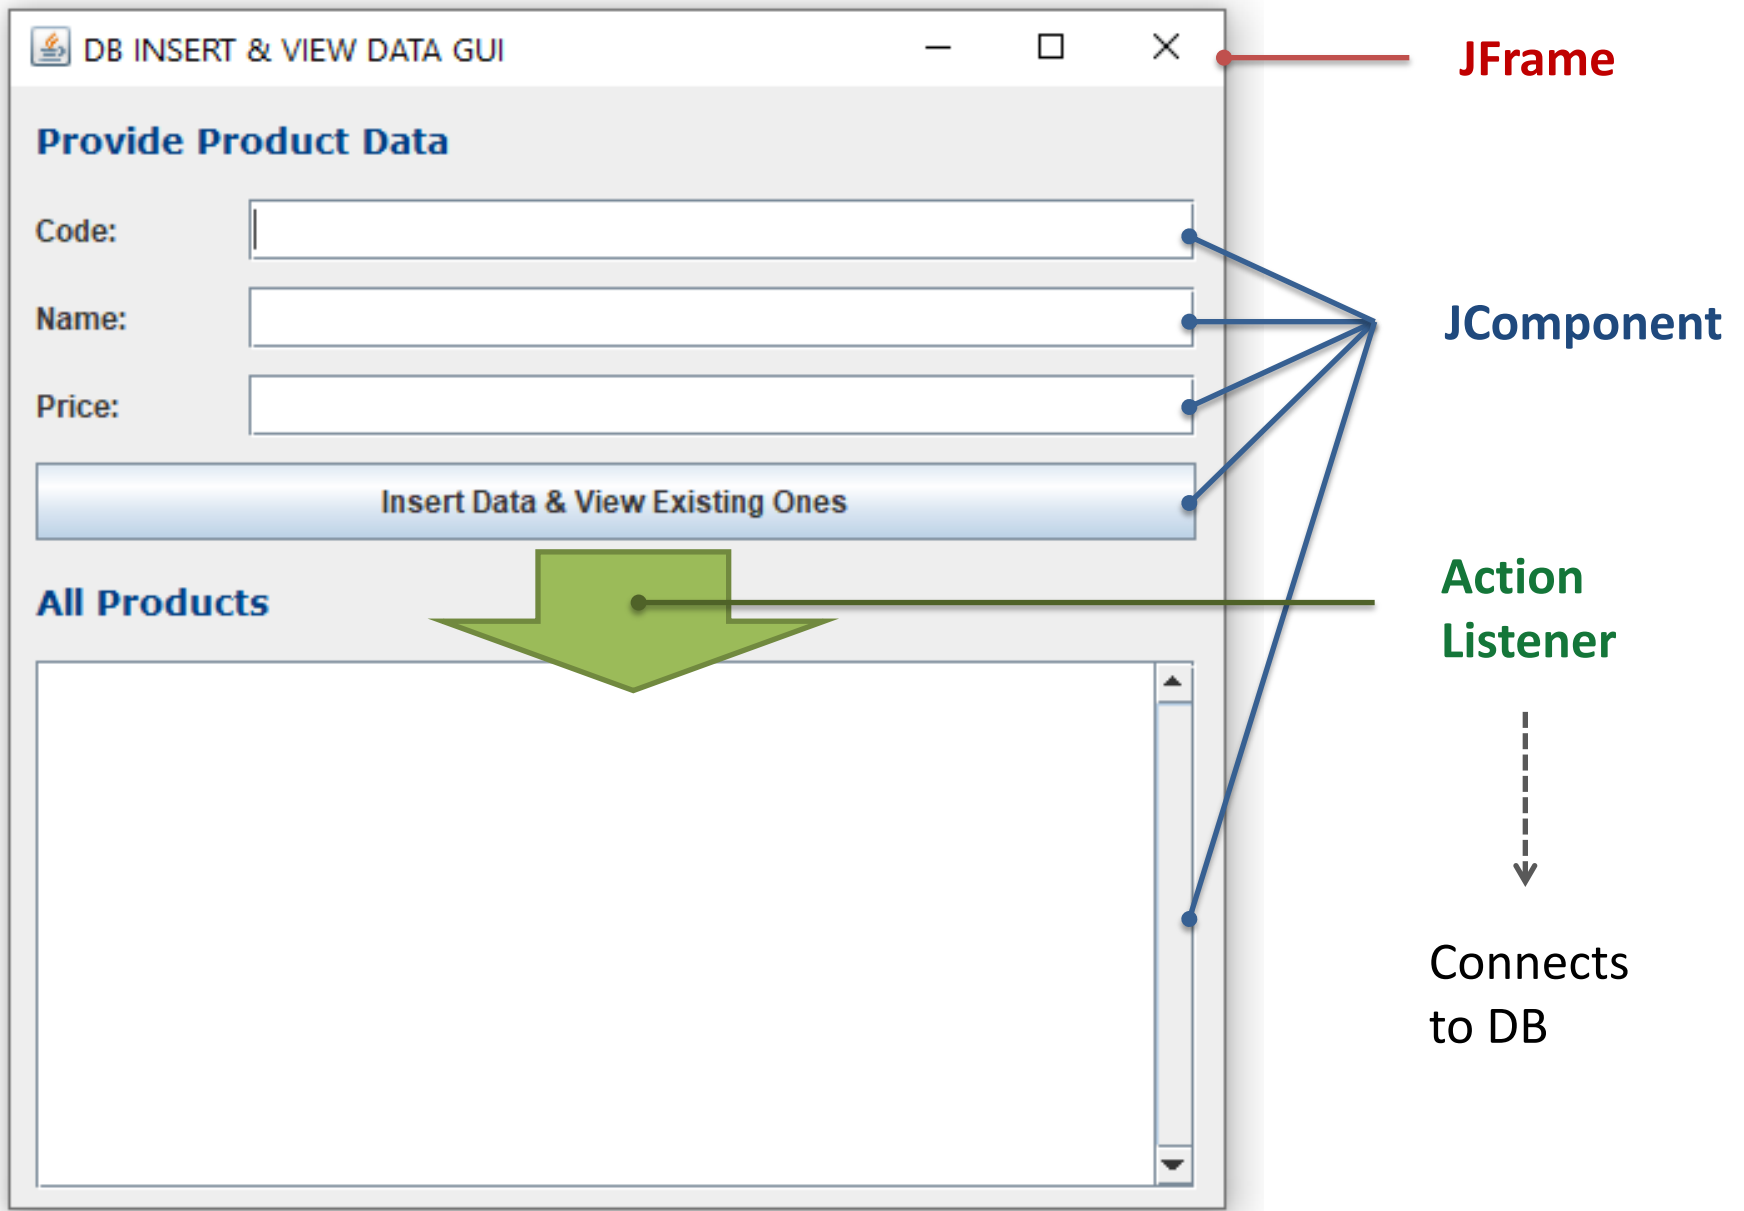 DB INSERT & VIEW DATA GUI
JFrame
Provide Product Data
Code:
Name:
JComponent
Price:
Insert Data & View Existing Ones
Action
Listener
All Products
Connects
to DB